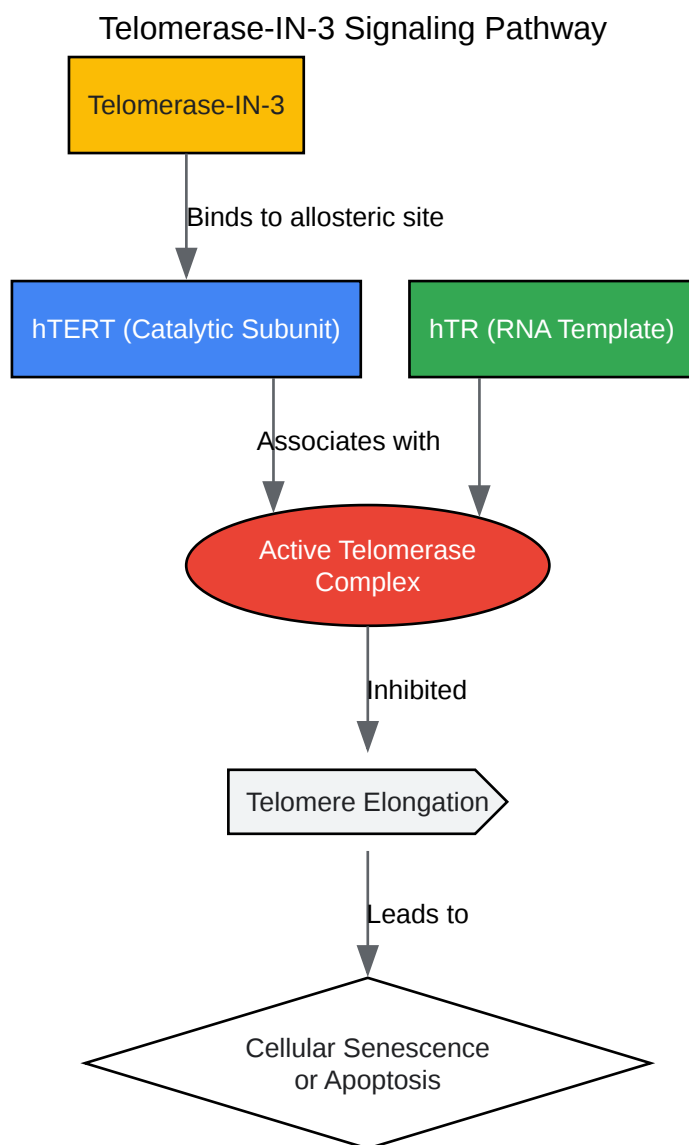 Telomerase-IN-3 Signaling Pathway
Telomerase-IN-3
Binds to allosteric site
hTERT (Catalytic Subunit)
hTR (RNA Template)
Associates with
Active Telomerase
Complex
Inhibited
Telomere Elongation
Leads to
Cellular Senescence
or Apoptosis